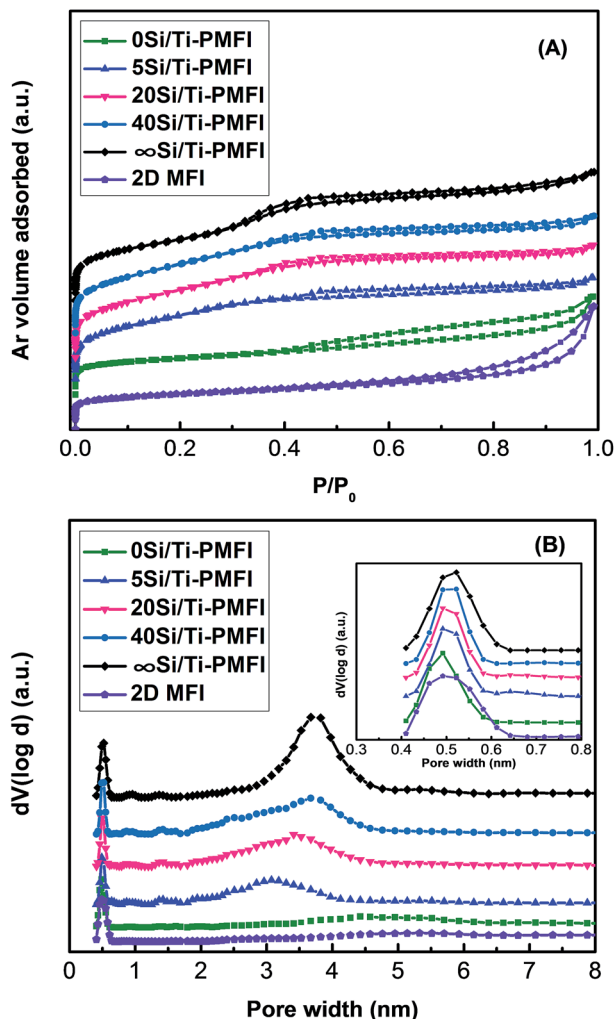 (A)
0Si/Ti-PMFI
5Si/Ti-PMFI
20Si/Ti-PMFI
40Si/Ti-PMFI
∞Si/Ti-PMFI
2D MFI
Ar volume adsorbed (a.u.)
0.0 0.2 0.4 0.6 0.8 1.0
P/P₀
(B)
0Si/Ti-PMFI
5Si/Ti-PMFI
20Si/Ti-PMFI
40Si/Ti-PMFI
∞Si/Ti-PMFI
2D MFI
dV(log d) (a.u.)
0.3 0.4 0.5 0.6 0.7 0.8
Pore width (nm)
dV(log d) (a.u.)
0 1 2 3 4 5 6 7 8
Pore width (nm)